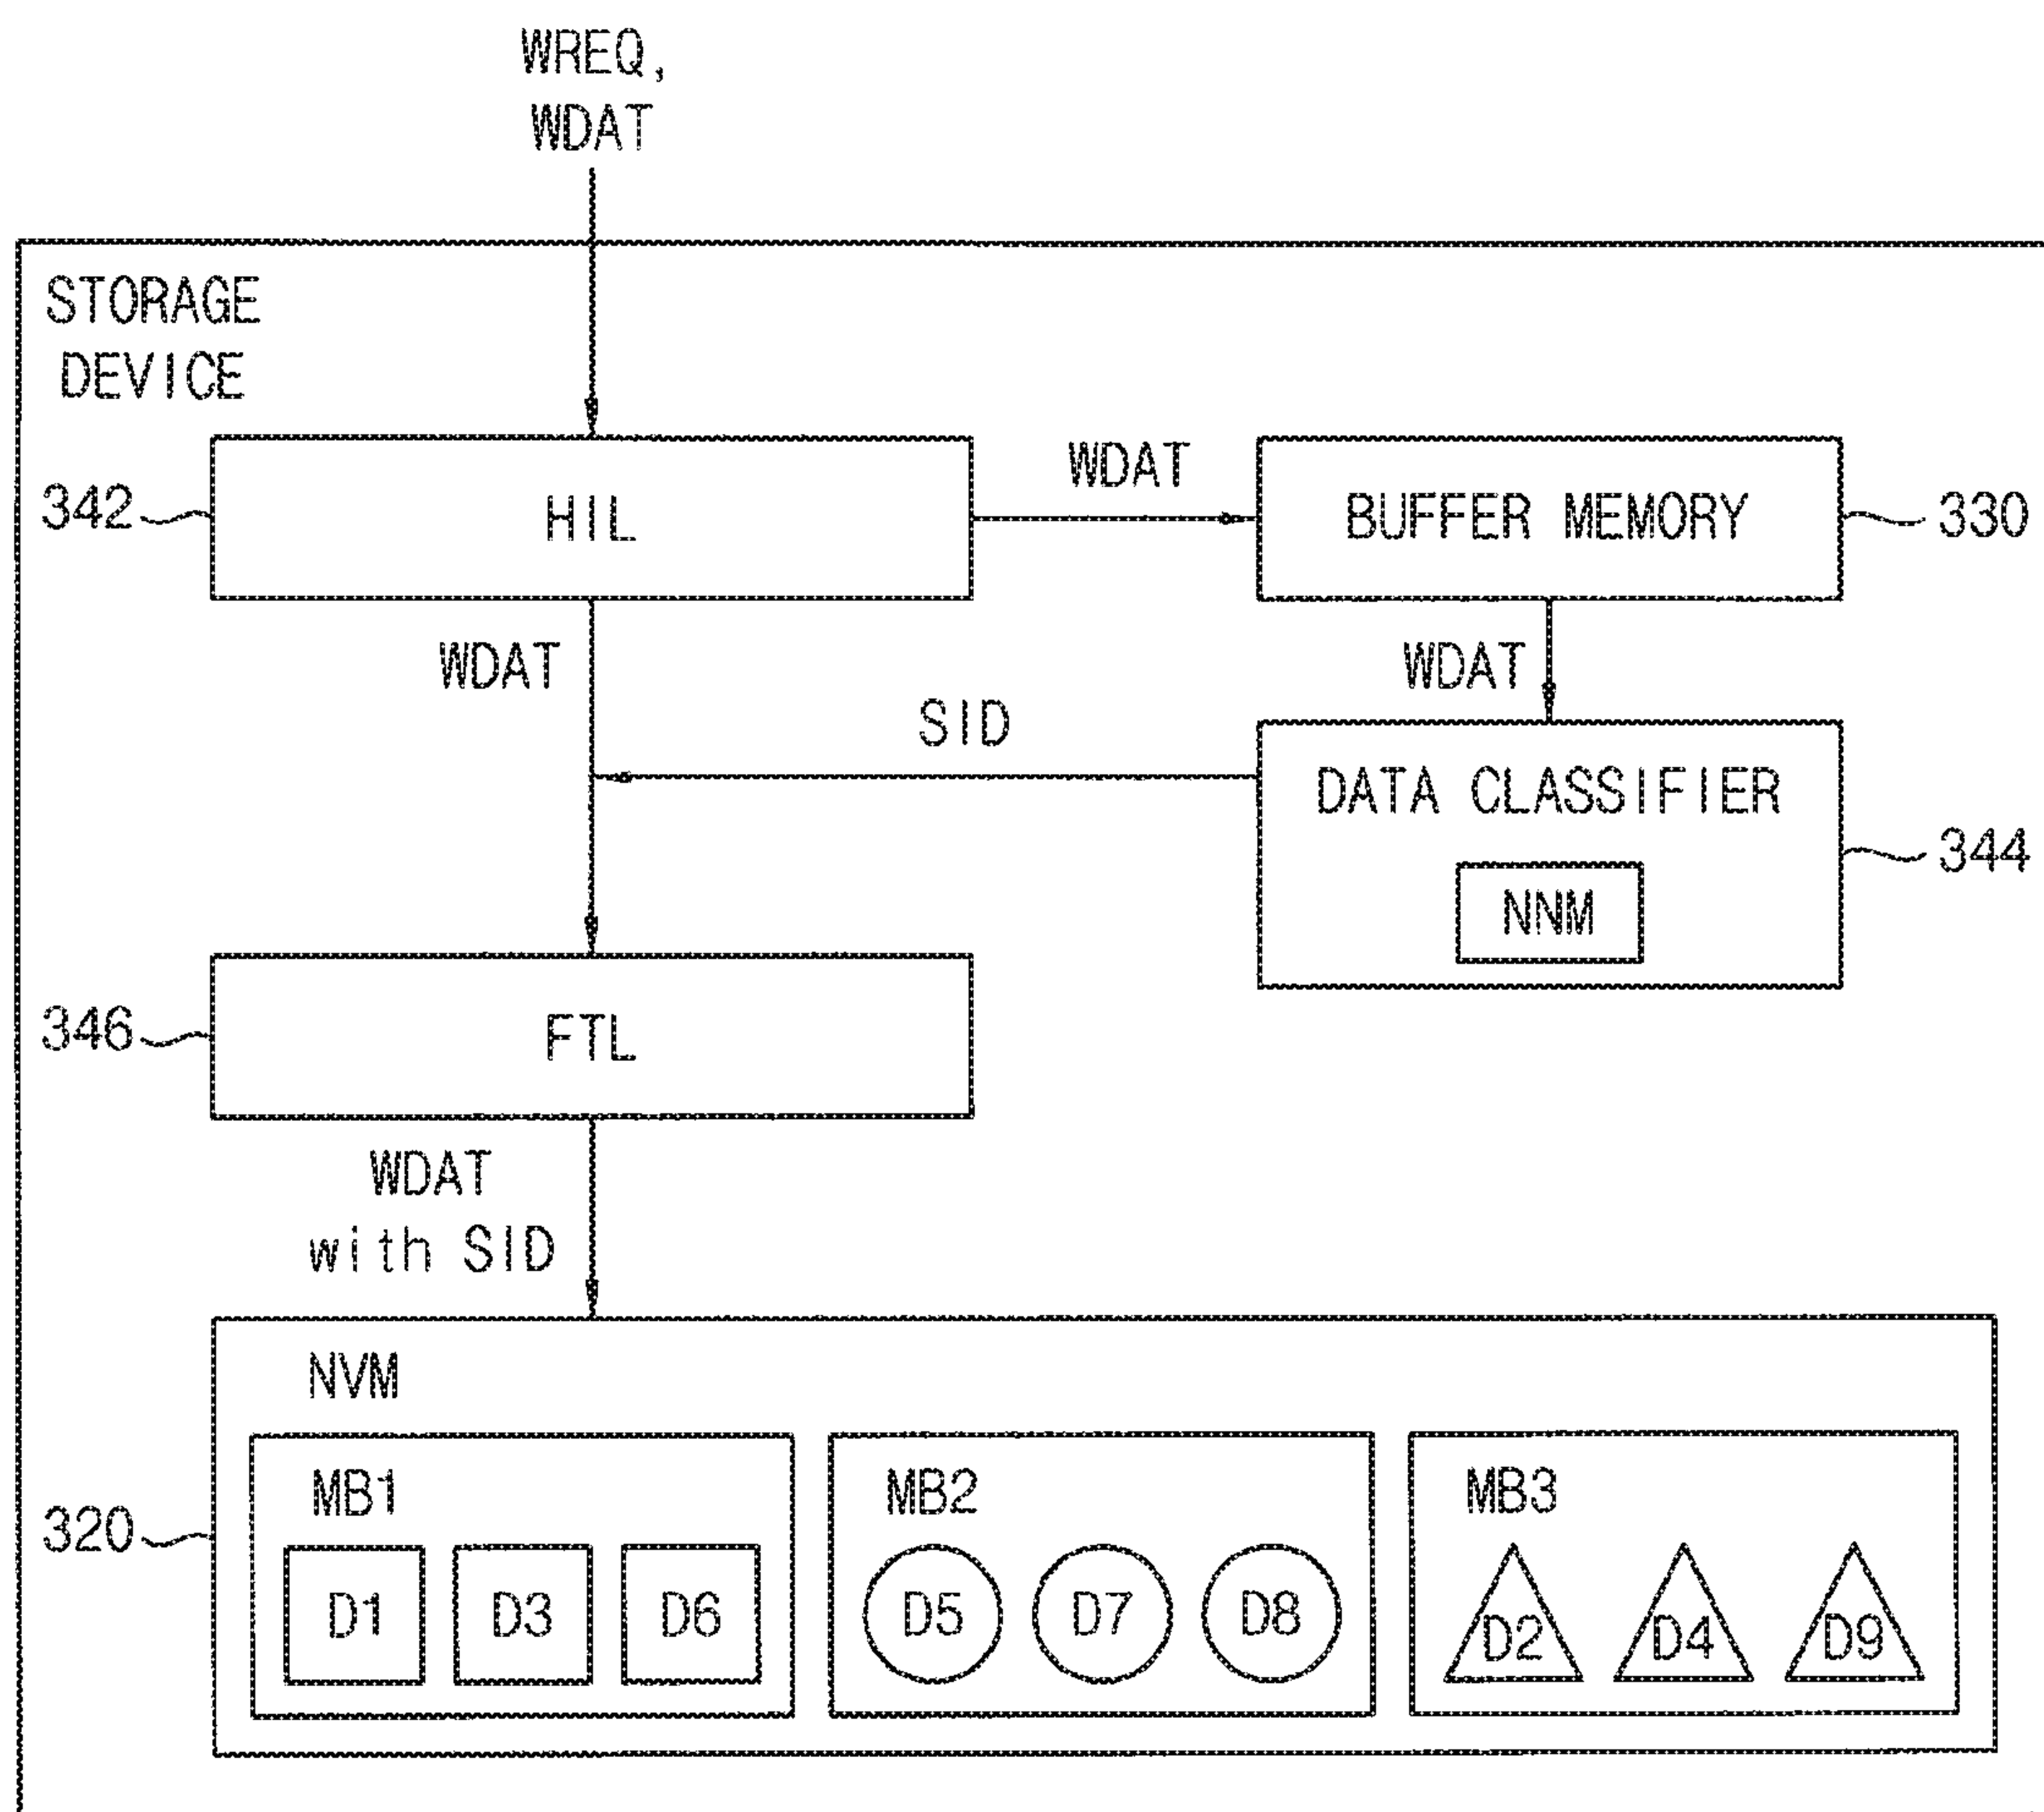 WREQ,
WDAT
STORAGE
DEVICE
342
HIL
WDAT
BUFFER MEMORY
330
WDAT
WDAT
SID
DATA CLASSIFIER
NNM
344
346
FTL
WDAT
with SID
NVM
320
MB1
D1 D3 D6
MB2
D5 D7 D8
MB3
D2 D4 D9